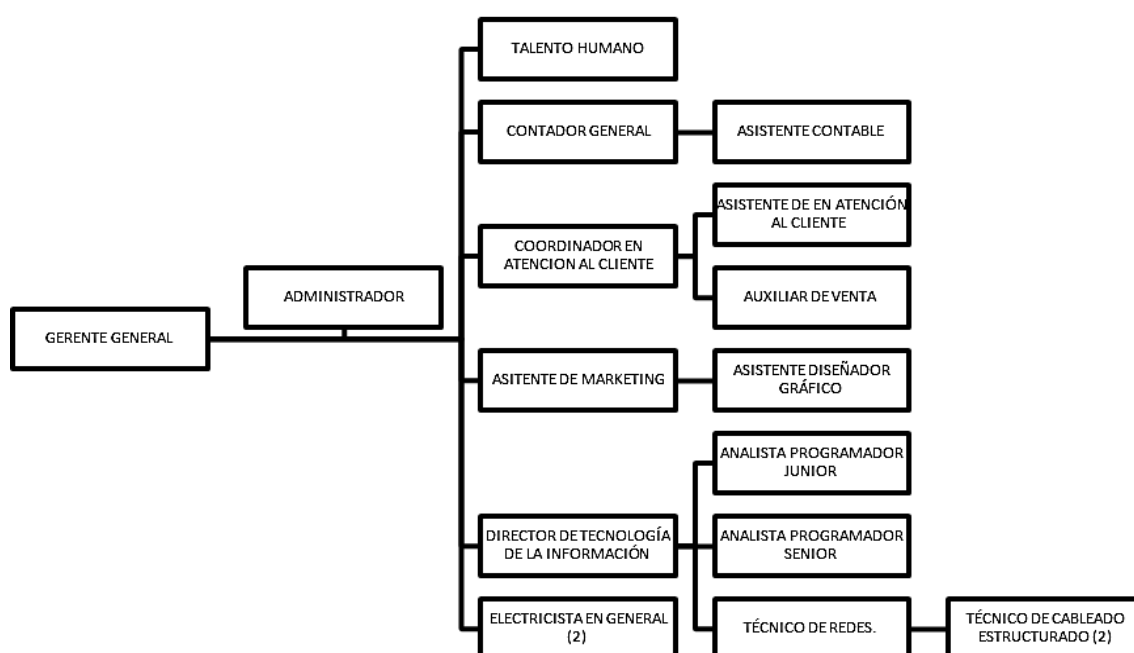 TALENTO HUMANO
CONTADOR GENERAL
ASISTENTE CONTABLE
ASISTENTE DE EN ATENCIÓN
AL CLIENTE
COORDINADOR EN
ATENCION AL CLIENTE
AUXILIAR DE VENTA
ADMINISTRADOR
GERENTE GENERAL
ASITENTE DE MARKETING
ASISTENTE DISEÑADOR
GRÁFICO
ANALISTA PROGRAMADOR
JUNIOR
DIRECTOR DE TECNOLOGÍA
DE LA INFORMACIÓN
ANALISTA PROGRAMADOR
SENIOR
ELECTRICISTA EN GENERAL
(2)
TÉCNICO DE REDES.
TÉCNICO DE CABLEADO
ESTRUCTURADO (2)